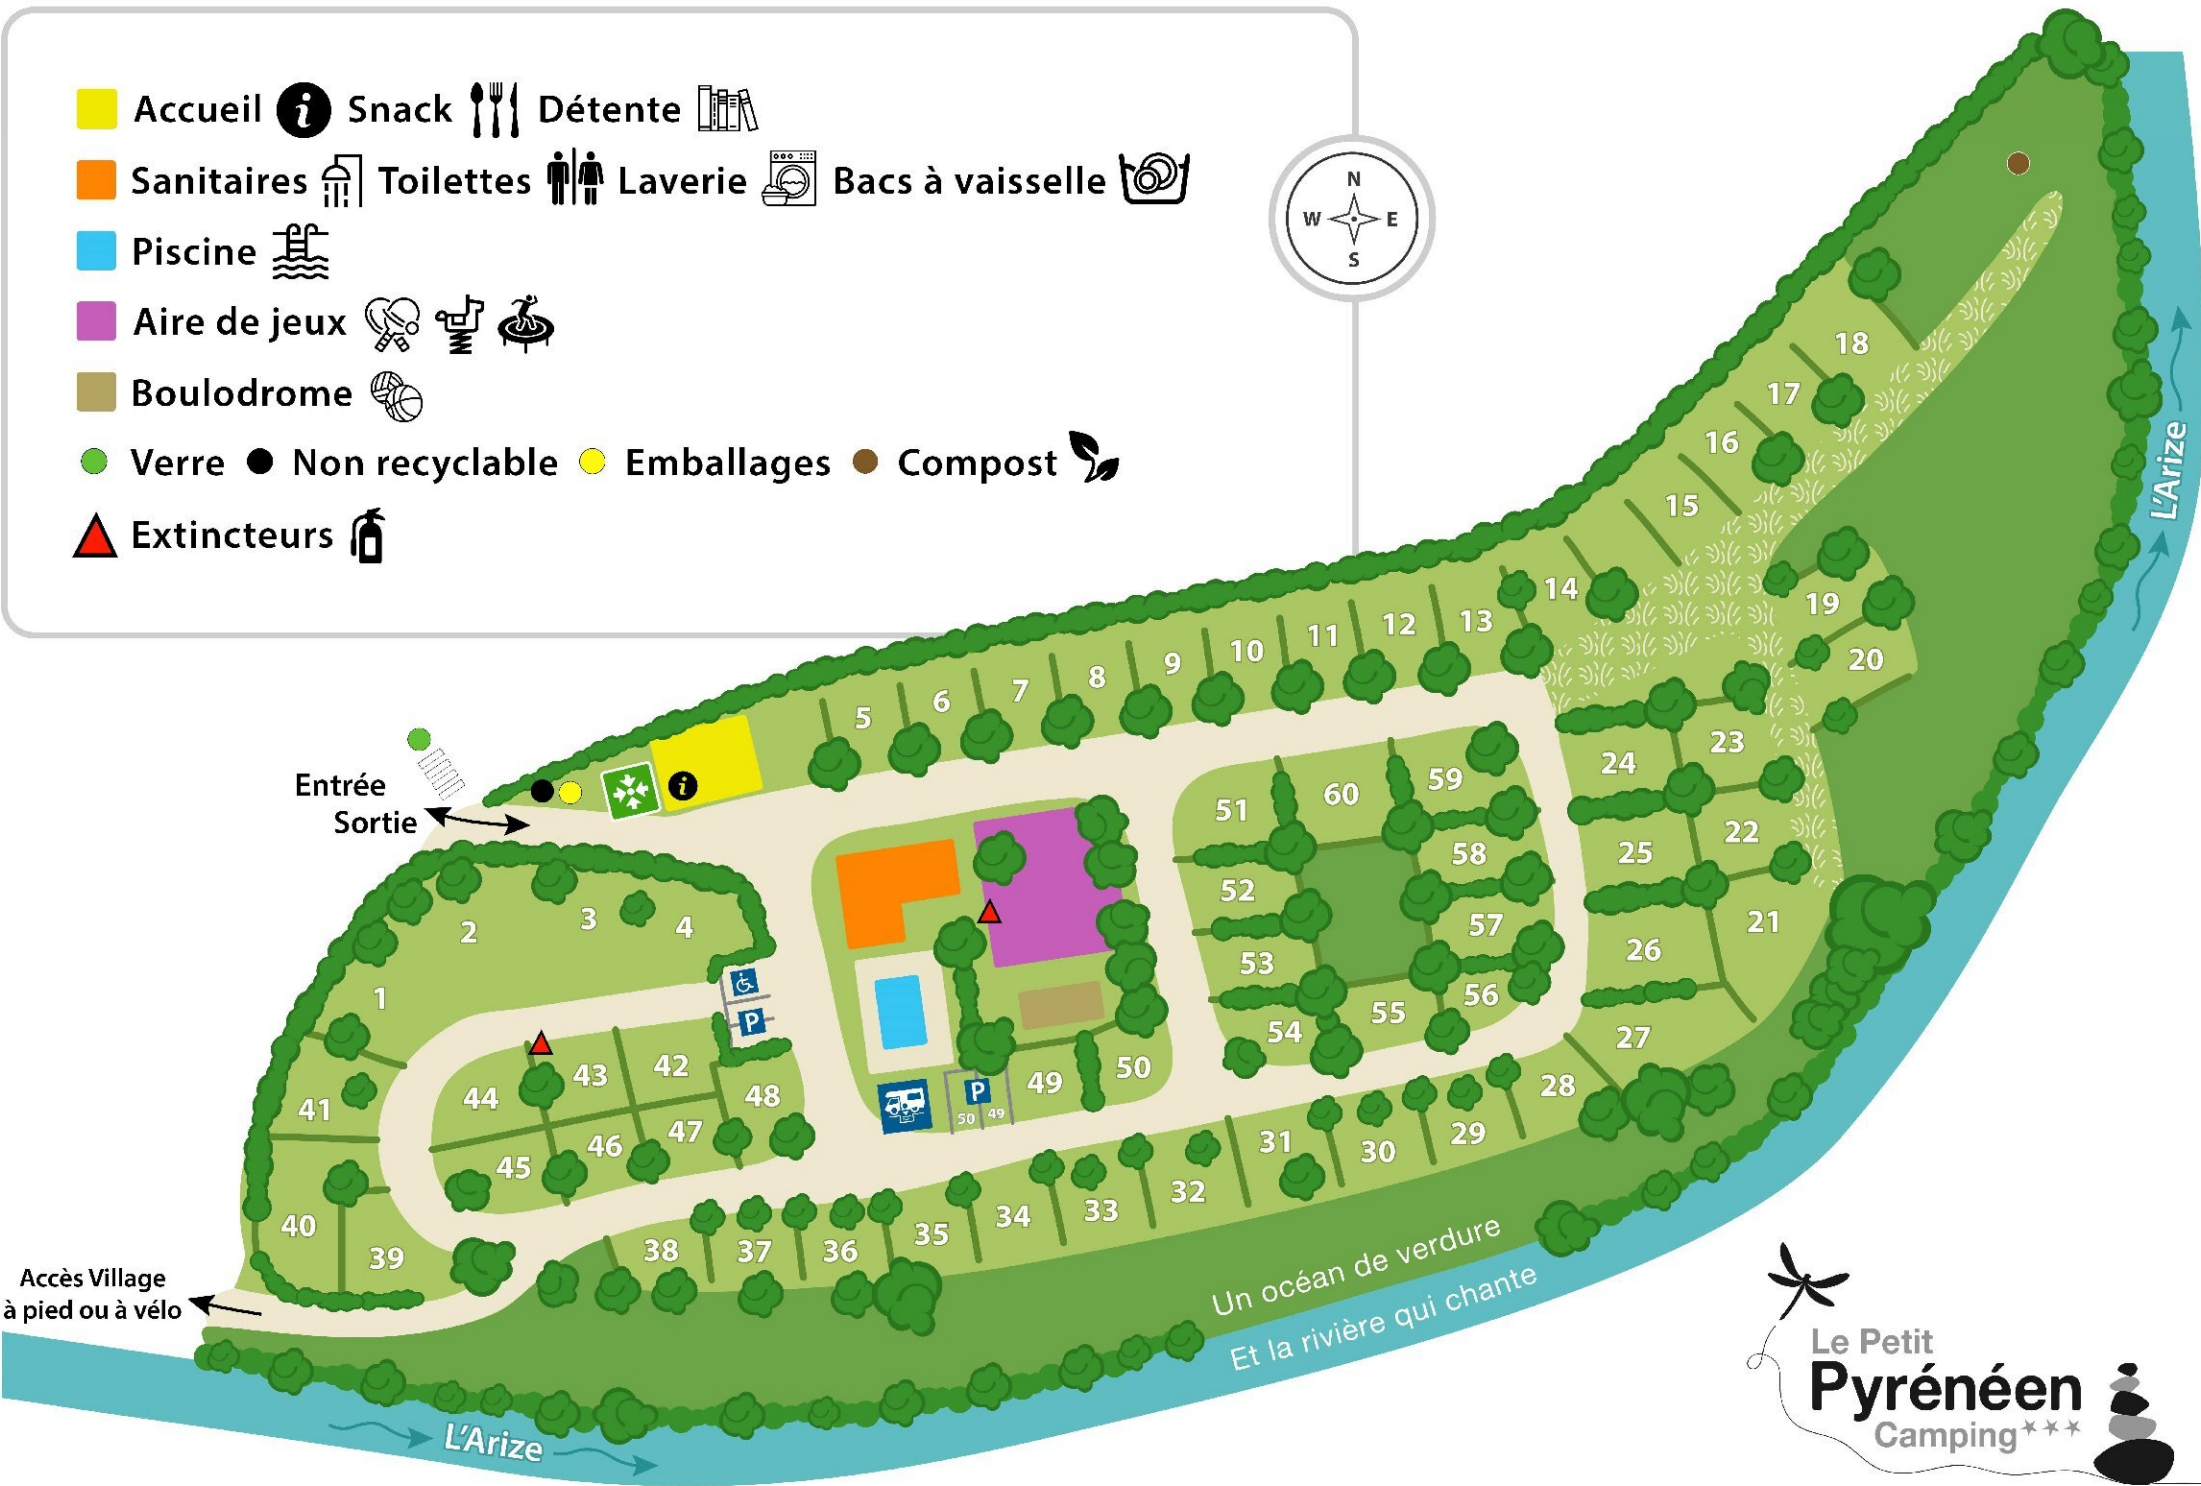 Accueil i Snack Détente
Sanitaires Toilettes Laverie Bacs à vaisselle
Piscine
Aire de jeux
Boulodrome
Verre Non recyclable Emballages Compost
Extincteurs
N
W E
S
18
17
16
15
14
13
12
11
10
9
8
7
6
5
19
20
L'Arize
Entrée
Sortie
i
51
60
59
24
23
52
58
25
22
2
3
4
53
57
26
21
1
P
54
55
56
27
41
44
43
42
48
P
50 49
49
50
45
46
47
31
30
29
28
40
39
38
37
36
35
34
33
32
Accès Village
à pied ou à vélo
Un océan de verdure
Et la rivière qui chante
L'Arize
Le Petit
Pyrénéen
Camping***